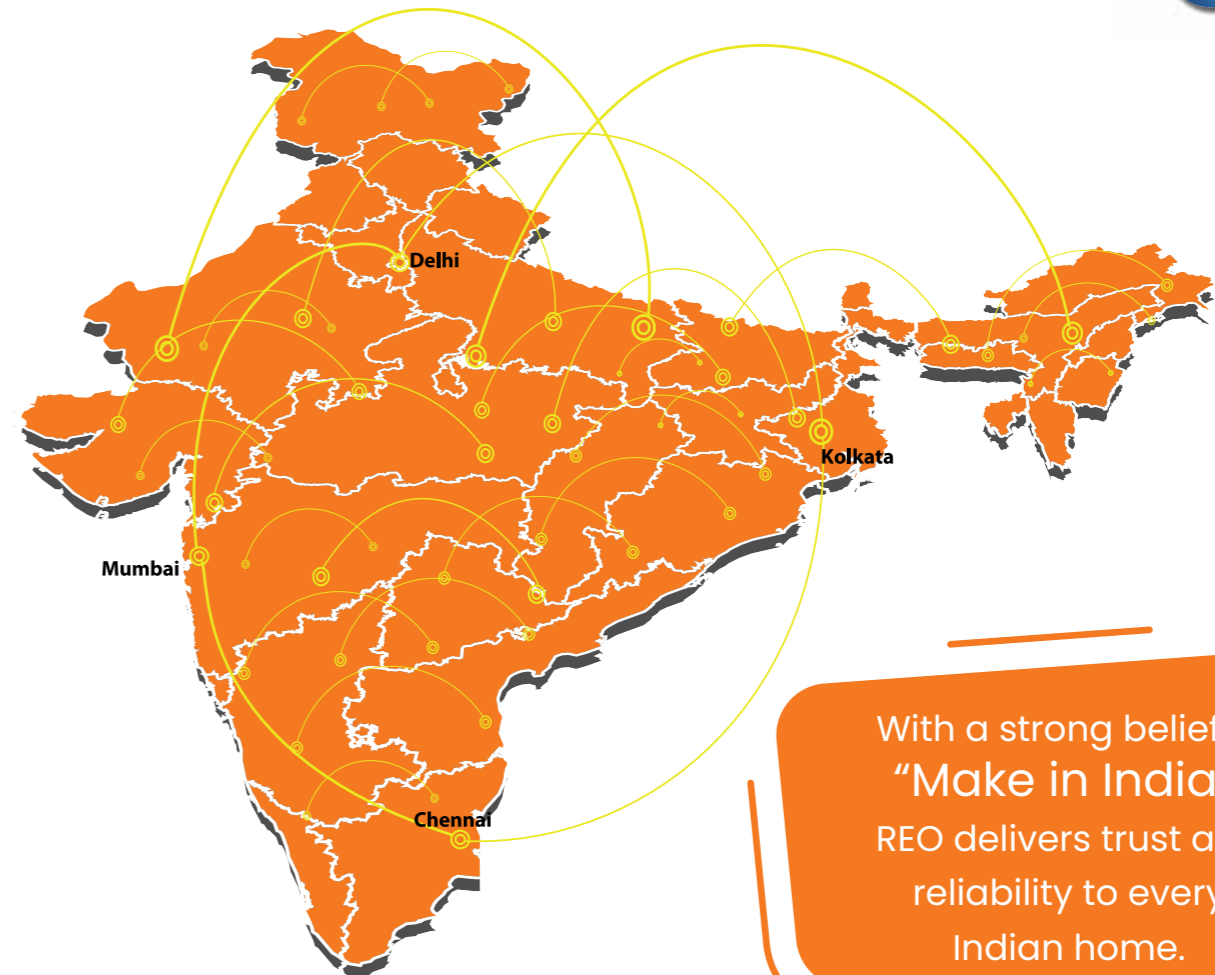 Delhi
Kolkata
Mumbai
Chennai
With a strong belief
“Make in India
REO delivers trust a
reliability to every
Indian home.